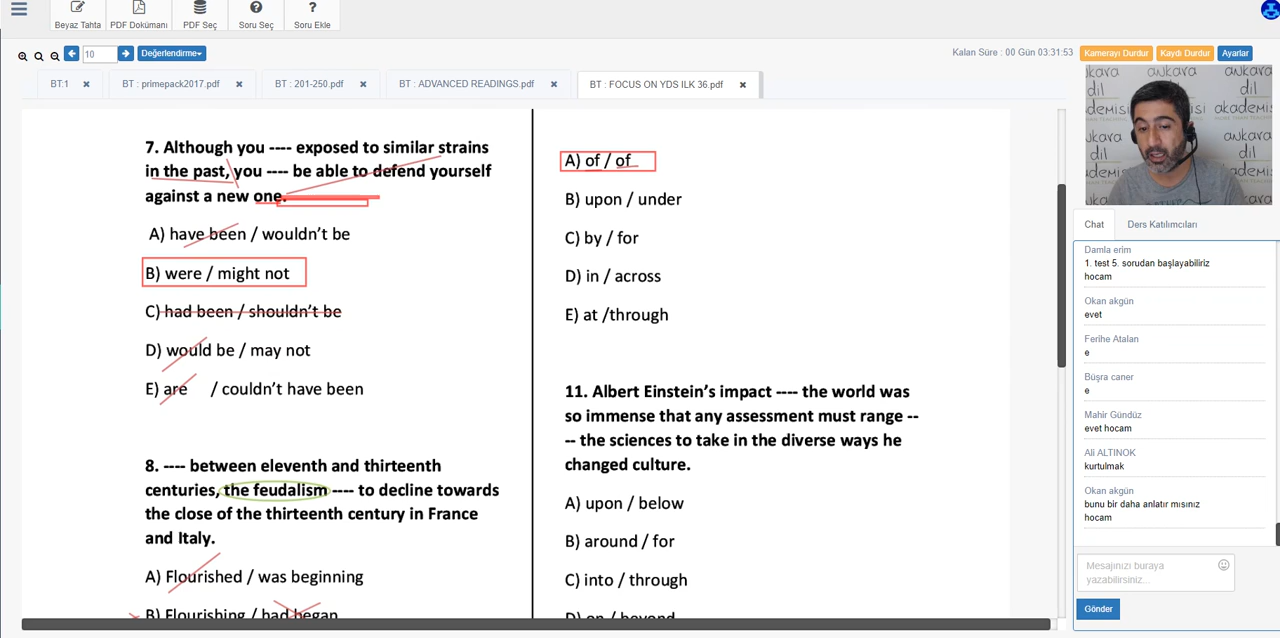 Beyaz Tahta
PDF Dokümanı
PDF Seç
Soru Seç
Soru Ekle
10
Değerlendirme
Kalan Süre : 00 Gün 03:31:53
Kamerayı Durdur
Kaydı Durdur
Ayarlar
BT.1
BT : primepack2017.pdf
BT : 201-250.pdf
BT : ADVANCED READINGS.pdf
BT : FOCUS ON YDS ILK 36.pdf
7. Although you ---- exposed to similar strains
in the past, you ---- be able to defend yourself
against a new one.
A) have been / wouldn't be
B) were / might not
C) had been / shouldn't be
D) would be / may not
E) are / couldn't have been
8. ---- between eleventh and thirteenth
centuries, the feudalism ---- to decline towards
the close of the thirteenth century in France
and Italy.
A) Flourished / was beginning
B) Flourishing / had began
A) of / of
B) upon / under
C) by / for
D) in / across
E) at /through
11. Albert Einstein's impact ---- the world was
so immense that any assessment must range --
-- the sciences to take in the diverse ways he
changed culture.
A) upon / below
B) around / for
C) into / through
D) on / beyond
ankara
dil
akademisi
Chat
Ders Katılımcıları
Damla erim
1. test 5. sorudan başlayabiliriz
hocam
Okan akgün
evet
Ferihe Atalan
e
Büşra caner
e
Mahir Gündüz
evet hocam
Ali ALTINOK
kurtulmak
Okan akgün
bunu bir daha anlatır mısınız
hocam
Mesajınızı buraya
yazabilirsiniz...
Gönder